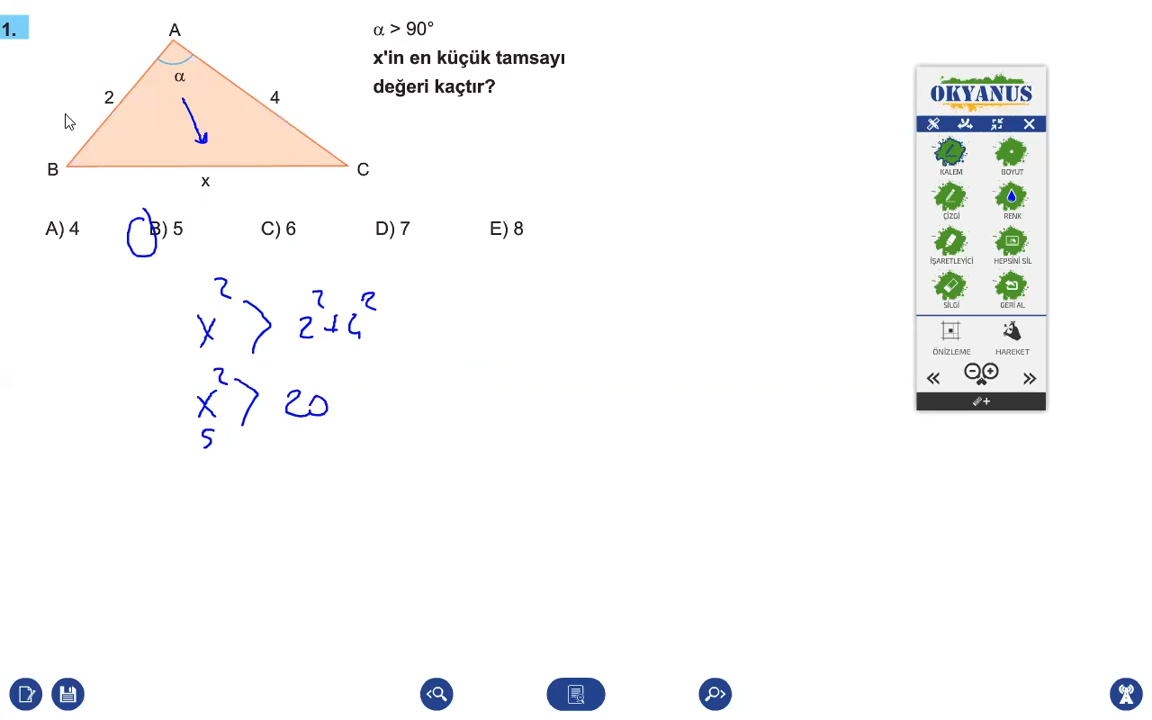 1.
A
α > 90°
x'in en küçük tamsayı
değeri kaçtır?
α
2
4
B
C
x
A) 4 B) 5 C) 6 D) 7 E) 8
x² > 2² + 4²
x² > 20
5
OKYANUS
KALEM BOYUT
ÇİZGİ RENK
İŞARETLEYİCİ HEPSİNİ SİL
SİLGİ GERİ AL
ÖNİZLEME HAREKET